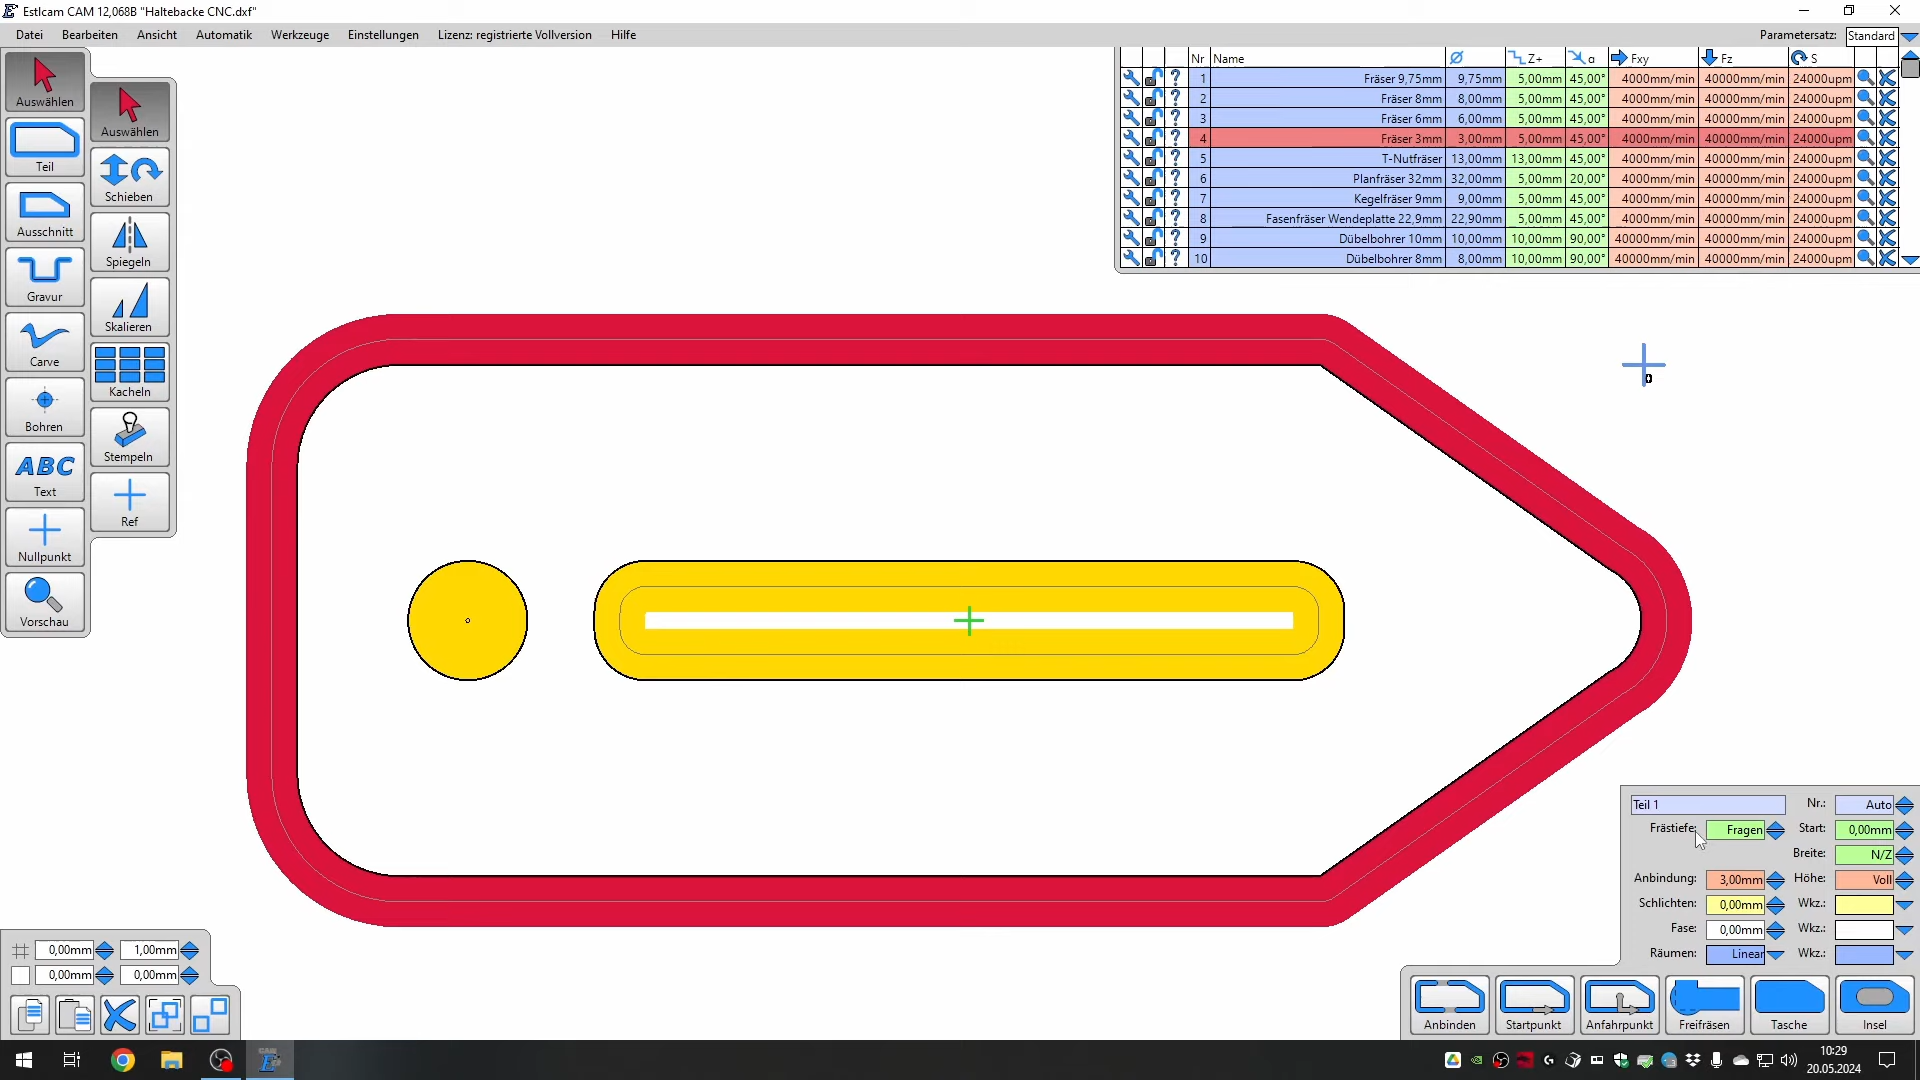 Estlcam CAM 12,068B "Haltebacke CNC.dxf"
Datei Bearbeiten Ansicht Automatik Werkzeuge Einstellungen Lizenz: registrierte Vollversion Hilfe Parametersatz: Standard
Nr Name Ø Z+ α Fxy Fz S
? 1 Fräser 9,75mm 9,75mm 5,00mm 45,00° 4000mm/min 40000mm/min 24000upm
? 2 Fräser 8mm 8,00mm 5,00mm 45,00° 4000mm/min 40000mm/min 24000upm
? 3 Fräser 6mm 6,00mm 5,00mm 45,00° 4000mm/min 40000mm/min 24000upm
? 4 Fräser 3mm 3,00mm 5,00mm 45,00° 4000mm/min 40000mm/min 24000upm
? 5 T-Nutfräser 13,00mm 13,00mm 45,00° 4000mm/min 40000mm/min 24000upm
? 6 Planfräser 32mm 32,00mm 5,00mm 20,00° 4000mm/min 40000mm/min 24000upm
? 7 Kegelfräser 9mm 9,00mm 5,00mm 45,00° 4000mm/min 40000mm/min 24000upm
? 8 Fasenfräser Wendeplatte 22,9mm 22,90mm 5,00mm 45,00° 4000mm/min 40000mm/min 24000upm
? 9 Dübelbohrer 10mm 10,00mm 10,00mm 90,00° 40000mm/min 40000mm/min 24000upm
? 10 Dübelbohrer 8mm 8,00mm 10,00mm 90,00° 40000mm/min 40000mm/min 24000upm
Auswählen
Teil
Ausschnitt
Gravur
Carve
Bohren
ABC
Text
Nullpunkt
Vorschau
Auswählen
Schieben
Spiegeln
Skalieren
Kacheln
Stempeln
Ref
0
Teil 1 Nr.: Auto
Frästiefe: Fragen Start: 0,00mm
Breite: N/Z
Anbindung: 3,00mm Höhe: Voll
Schlichten: 0,00mm Wkz.:
Fase: 0,00mm Wkz.:
Räumen: Linear Wkz.:
0,00mm 1,00mm
0,00mm 0,00mm
Anbinden Startpunkt Anfahrpunkt Freifräsen Tasche Insel
CAM
10:29
20.05.2024